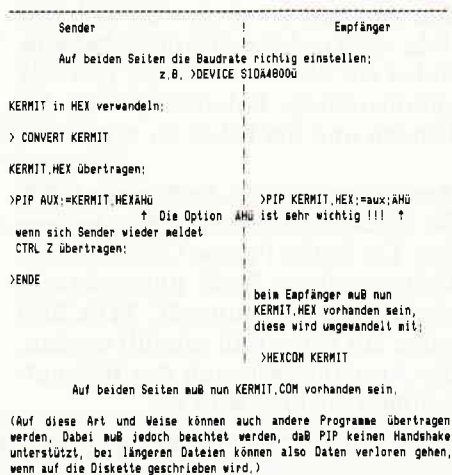 Sender ! Empfänger
Auf beiden Seiten die Baudrate richtig einstellen;
z.B. >DEVICE SIOÄ4800Ü
KERMIT in HEX verwandeln;
> CONVERT KERMIT
KERMIT.HEX übertragen;
>PIP AUX:=KERMIT.HEXÄHÜ >PIP KERMIT.HEX:=aux:ÄHÜ
↑ Die Option ÄHÜ ist sehr wichtig !!! ↑
wenn sich Sender wieder meldet
CTRL Z übertragen;
>ENDE
beim Empfänger muß nun
KERMIT.HEX vorhanden sein,
diese wird umgewandelt mit;
>HEXCOM KERMIT
Auf beiden Seiten muß nun KERMIT.COM vorhanden sein.
(Auf diese Art und Weise können auch andere Programme übertragen
werden. Dabei muß jedoch beachtet werden, daß PIP keinen Handshake
unterstützt, bei längeren Dateien können also Daten verloren gehen,
wenn auf die Diskette geschrieben wird.)